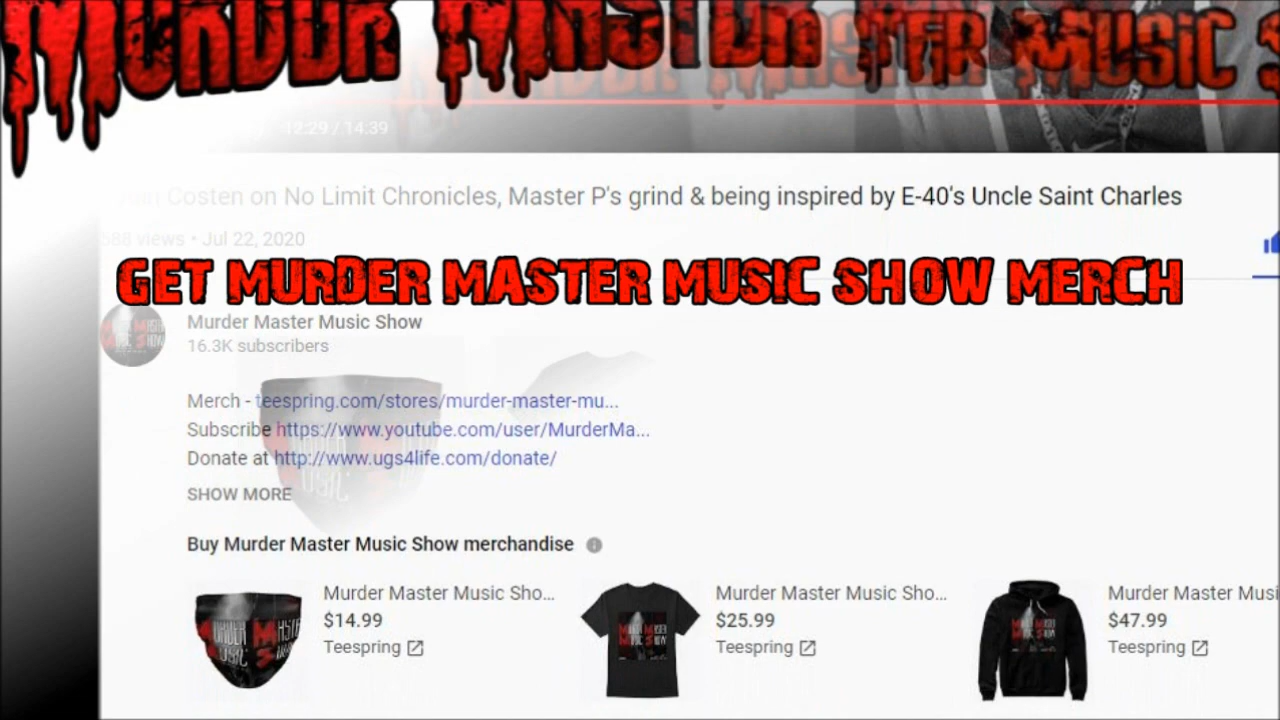 MURDER MASTER MUSIC
MASTER MUSIC S
12:29 / 14:39
Costen on No Limit Chronicles, Master P's grind & being inspired by E-40's Uncle Saint Charles
588 views • Jul 22, 2020
GET MURDER MASTER MUSIC SHOW MERCH
Murder Master Music Show
16.3K subscribers
Merch - teespring.com/stores/murder-master-mu...
Subscribe https://www.youtube.com/user/MurderMa...
Donate at http://www.ugs4life.com/donate/
SHOW MORE
Buy Murder Master Music Show merchandise
Murder Master Music Sho...
$14.99
Teespring
Murder Master Music Sho...
$25.99
Teespring
Murder Master Musi
$47.99
Teespring